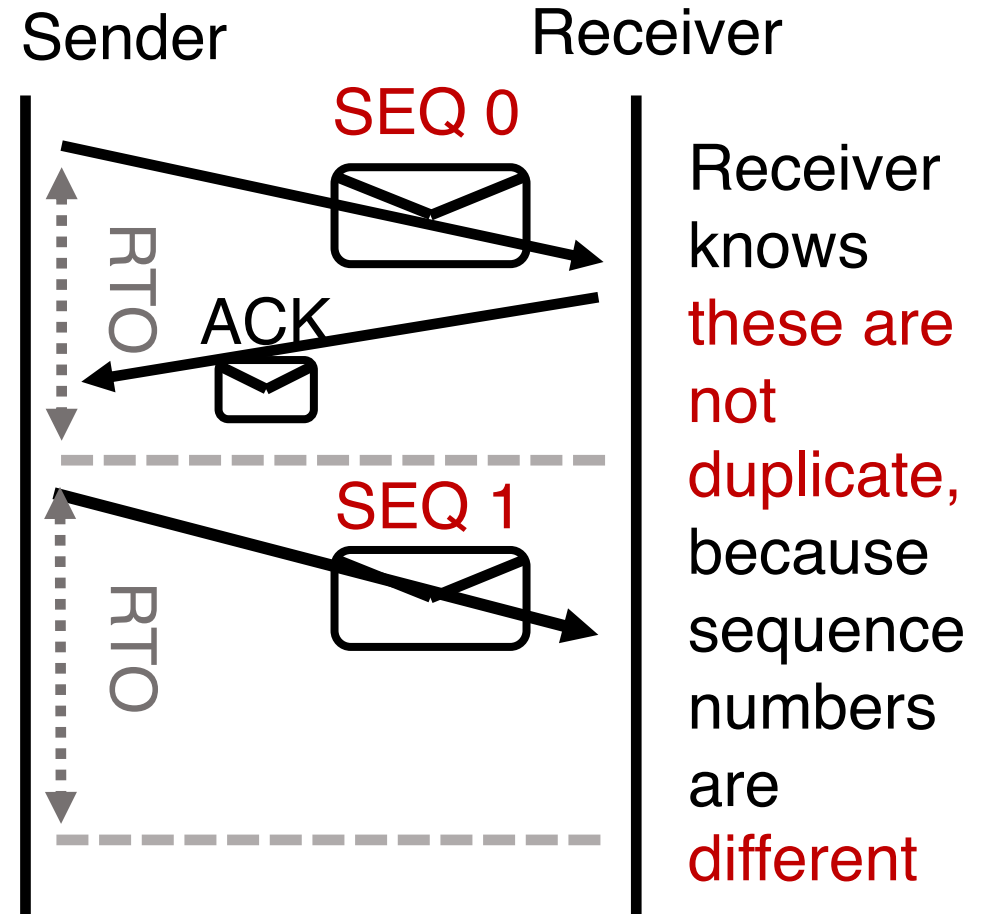 Sender
Receiver
SEQ 0
RTO
ACK
SEQ 1
RTO
Receiver
knows
these are
not
duplicate,
because
sequence
numbers
are
different